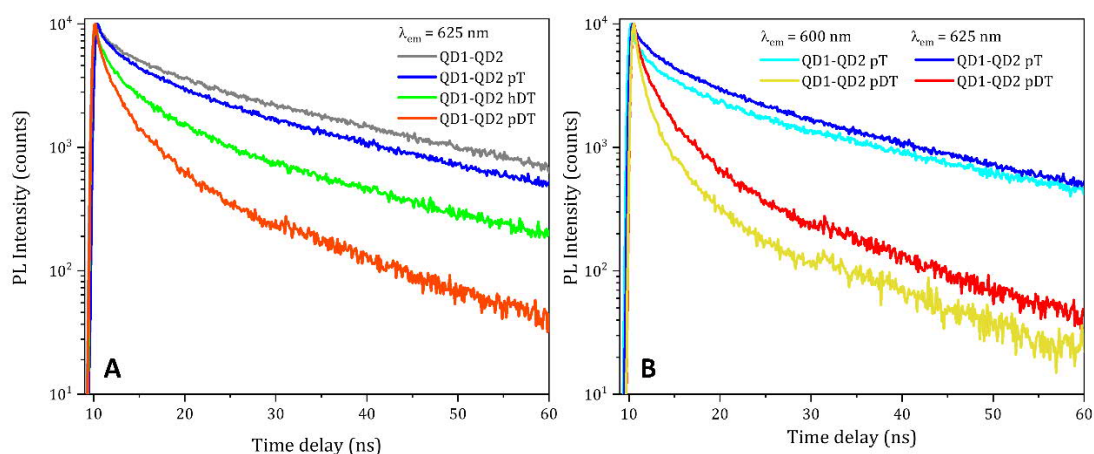 10⁴
10³
10²
10¹
PL Intensity (counts)
λem = 625 nm
QD1-QD2
QD1-QD2 pT
QD1-QD2 hDT
QD1-QD2 pDT
A
10 20 30 40 50 60
Time delay (ns)
10⁴
10³
10²
10¹
PL Intensity (counts)
λem = 600 nm λem = 625 nm
QD1-QD2 pT QD1-QD2 pT
QD1-QD2 pDT QD1-QD2 pDT
B
10 20 30 40 50 60
Time delay (ns)